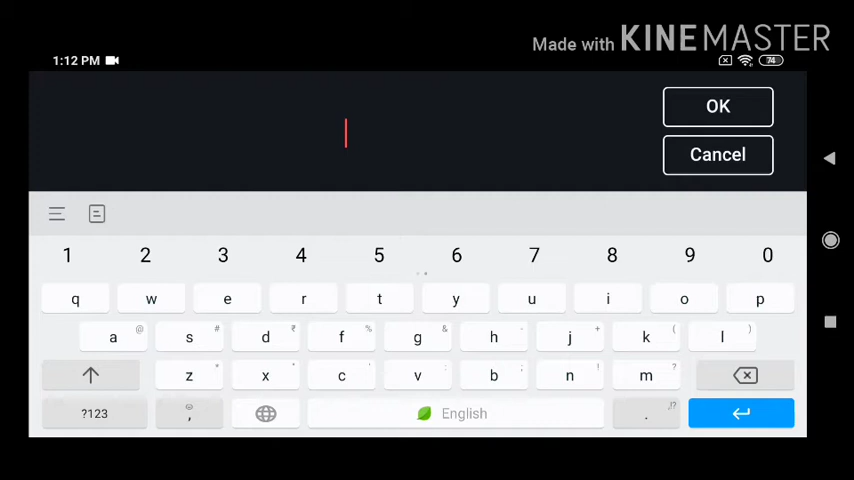 Made with KINEMASTER
1:12 PM 74
OK
Cancel
1 2 3 4 5 6 7 8 9 0
q w e r t y u i o p
@ # ₹ % & - + ( )
a s d f g h j k l
* " ' : ; ! ?
z x c v b n m
?123 , English . ,!?